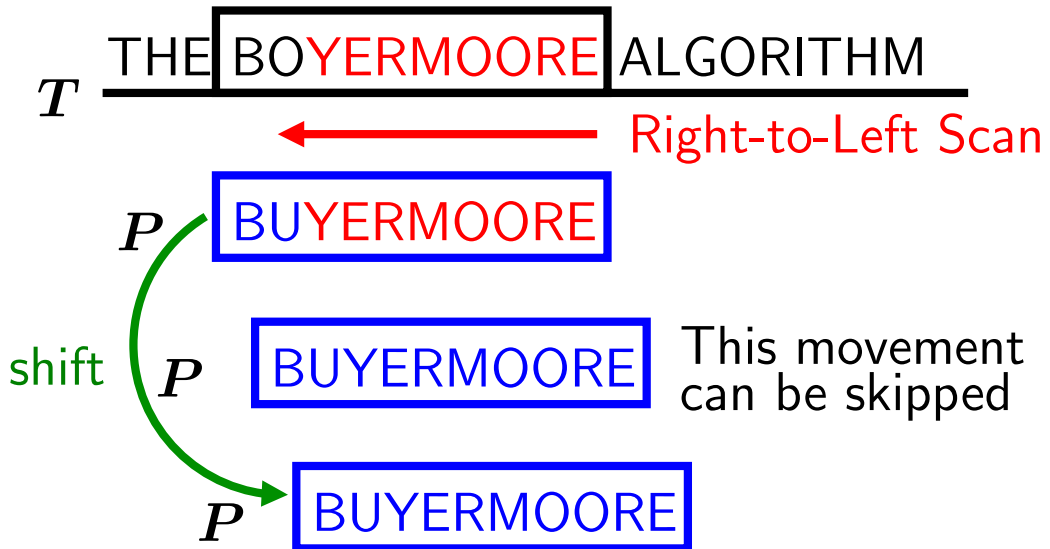 THE BOYERMOORE ALGORITHM
T
Right-to-Left Scan
BUYERMOORE
P
BUYERMOORE
This movement
can be skipped
shift
P
BUYERMOORE
P